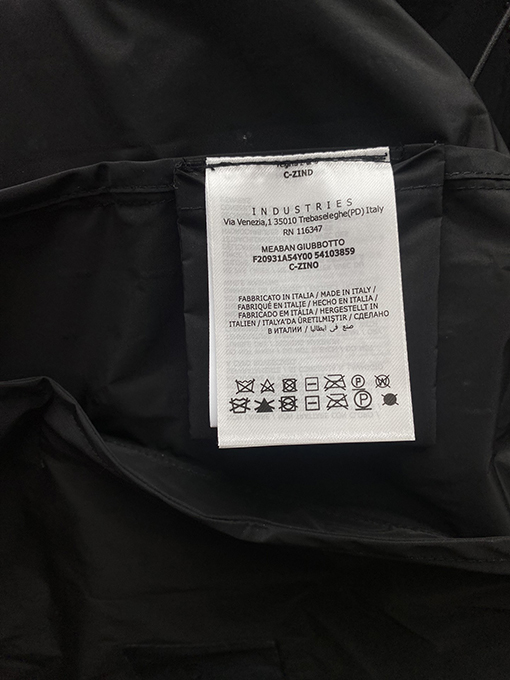 C-ZIND
INDUSTRIES
Via Venezia,1 35010 Trebaseleghe(PD) Italy
RN 116347
MEABAN GIUBBOTTO
F20931A54Y00 54103859
C-ZINO
FABBRICATO IN ITALIA / MADE IN ITALY /
FABRIQUÉ EN ITALIE / HECHO EN ITALIA /
FABRICADO EM ITÁLIA / HERGESTELLT IN
ITALIEN / ITALYA'DA ÜRETILMIŞTIR / СДЕЛАНО
В ИТАЛИИ / صنع في ايطاليا